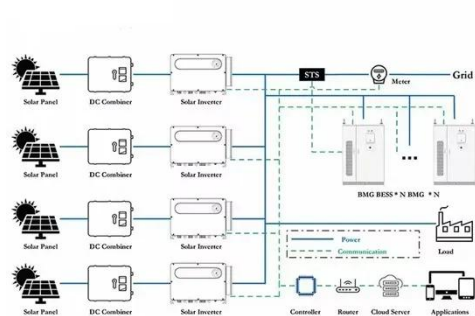 STS
Grid
Meter
Solar Panel DC Combiner Solar Inverter
Solar Panel DC Combiner Solar Inverter
BMG BESS * N BMG * N
Solar Panel DC Combiner Solar Inverter
Power
Communication
Load
Solar Panel DC Combiner Solar Inverter
Controller Router Cloud Server Applications